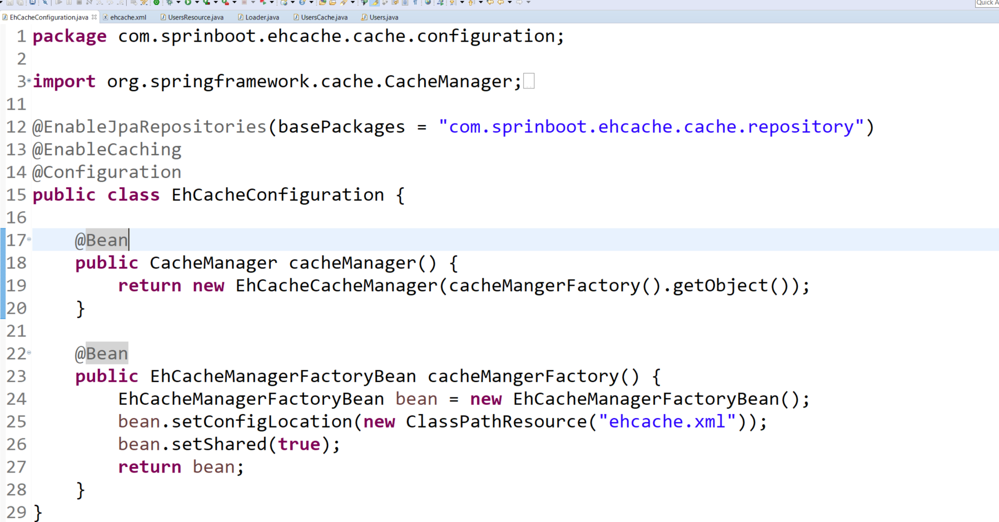 Quick A
EhCacheConfiguration.java
ehcache.xml
UsersResource.java
Loader.java
UsersCache.java
Users.java
1 package com.sprinboot.ehcache.cache.configuration;
2
3 import org.springframework.cache.CacheManager;
11
12 @EnableJpaRepositories(basePackages = "com.sprinboot.ehcache.cache.repository")
13 @EnableCaching
14 @Configuration
15 public class EhCacheConfiguration {
16
17 @Bean
18 public CacheManager cacheManager() {
19 return new EhCacheCacheManager(cacheMangerFactory().getObject());
20 }
21
22 @Bean
23 public EhCacheManagerFactoryBean cacheMangerFactory() {
24 EhCacheManagerFactoryBean bean = new EhCacheManagerFactoryBean();
25 bean.setConfigLocation(new ClassPathResource("ehcache.xml"));
26 bean.setShared(true);
27 return bean;
28 }
29 }